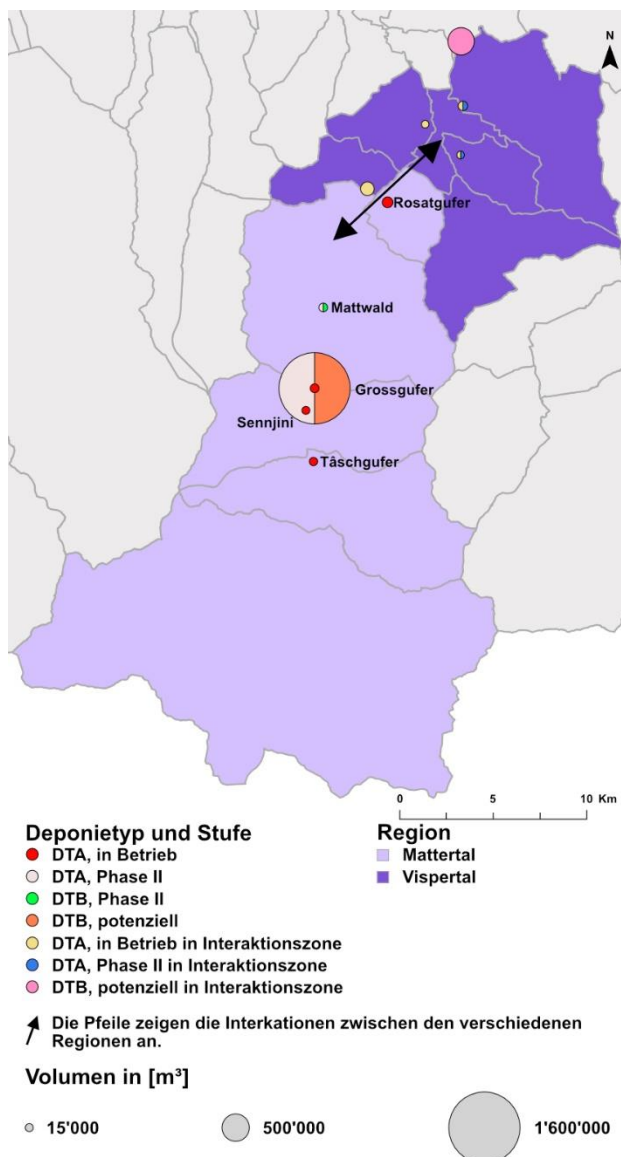 N
Rosatgufer
Mattwald
Grossgufer
Sennjini
Täschgufer
0 5 10 Km
Deponietyp und Stufe
DTA, in Betrieb
DTA, Phase II
DTB, Phase II
DTB, potenziell
DTA, in Betrieb in Interaktionszone
DTA, Phase II in Interaktionszone
DTB, potenziell in Interaktionszone
Region
Mattertal
Vispertal
Die Pfeile zeigen die Interkationen zwischen den verschiedenen
Regionen an.
Volumen in [m³]
15'000 500'000 1'600'000